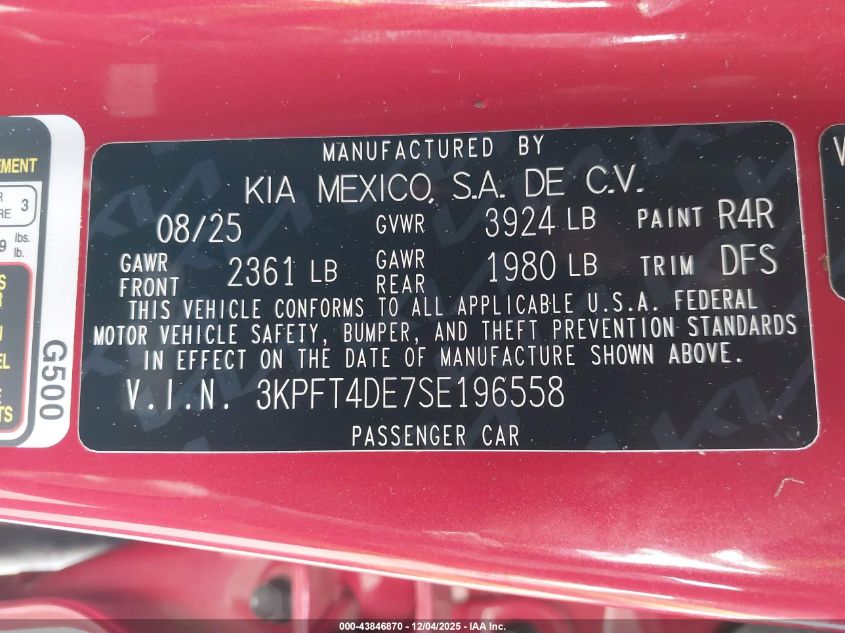 MANUFACTURED BY
KIA MEXICO, S.A. DE C.V.
08/25 GVWR 3924 LB PAINT R4R
GAWR FRONT 2361 LB GAWR REAR 1980 LB TRIM DFS
THIS VEHICLE CONFORMS TO ALL APPLICABLE U.S.A. FEDERAL
MOTOR VEHICLE SAFETY, BUMPER, AND THEFT PREVENTION STANDARDS
IN EFFECT ON THE DATE OF MANUFACTURE SHOWN ABOVE.
V.I.N. 3KPFT4DE7SE196558
PASSENGER CAR
3
lbs.
lb.
G500
000-43846870 | 12/04/2025 - IAA Inc.